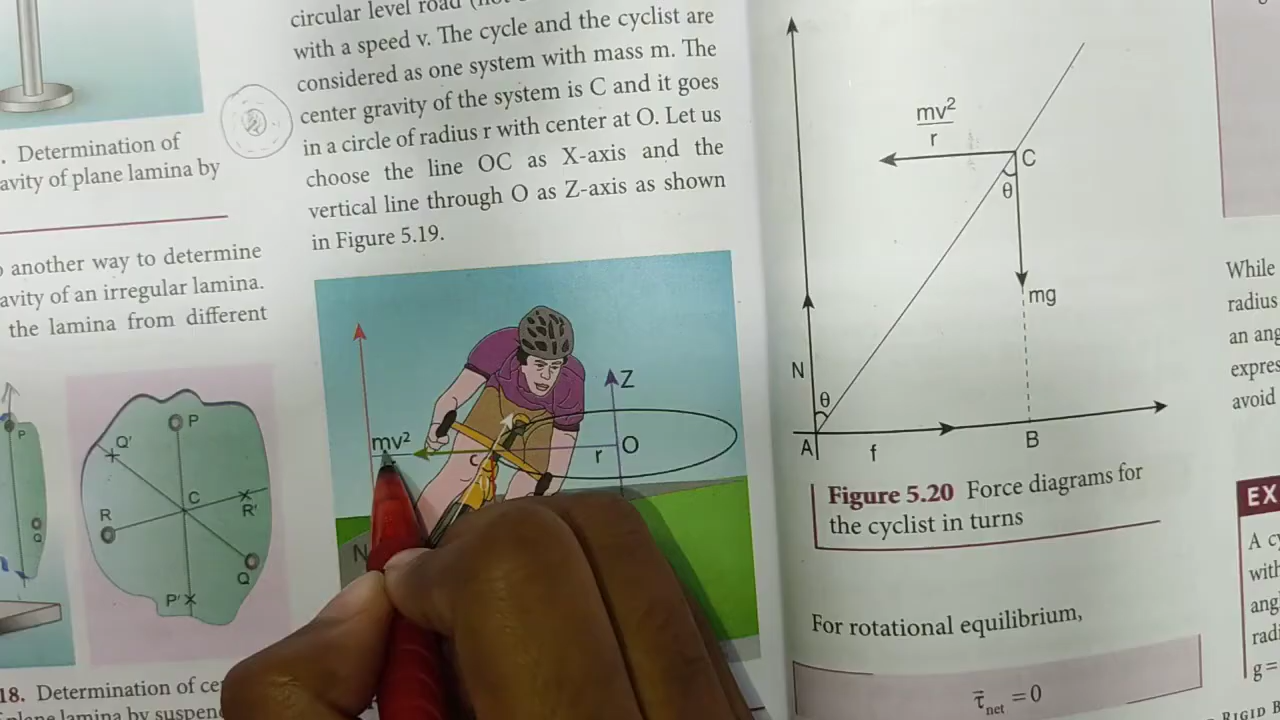 . Determination of
avity of plane lamina by
another way to determine
avity of an irregular lamina.
the lamina from different
P
Q
Q'
P
C
R
R'
Q
P'
18. Determination of
plane lamina by
circular level road
with a speed v. The cycle and the cyclist are
considered as one system with mass m. The
center gravity of the system is C and it goes
in a circle of radius r with center at O. Let us
choose the line OC as X-axis and the
vertical line through O as Z-axis as shown
in Figure 5.19.
Z
mv²
C
r
O
N
mv²
r
C
θ
mg
N
θ
A
f
B
Figure 5.20 Force diagrams for
the cyclist in turns
For rotational equilibrium,
τ̄net = 0
While
radius
an ang
expres
avoid
EX
A cy
with
ang
radi
g =
RIGID B